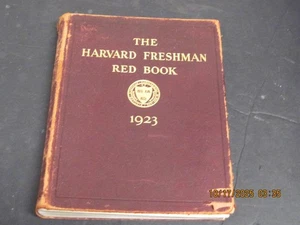 THE
HARVARD FRESHMAN
RED BOOK
1923